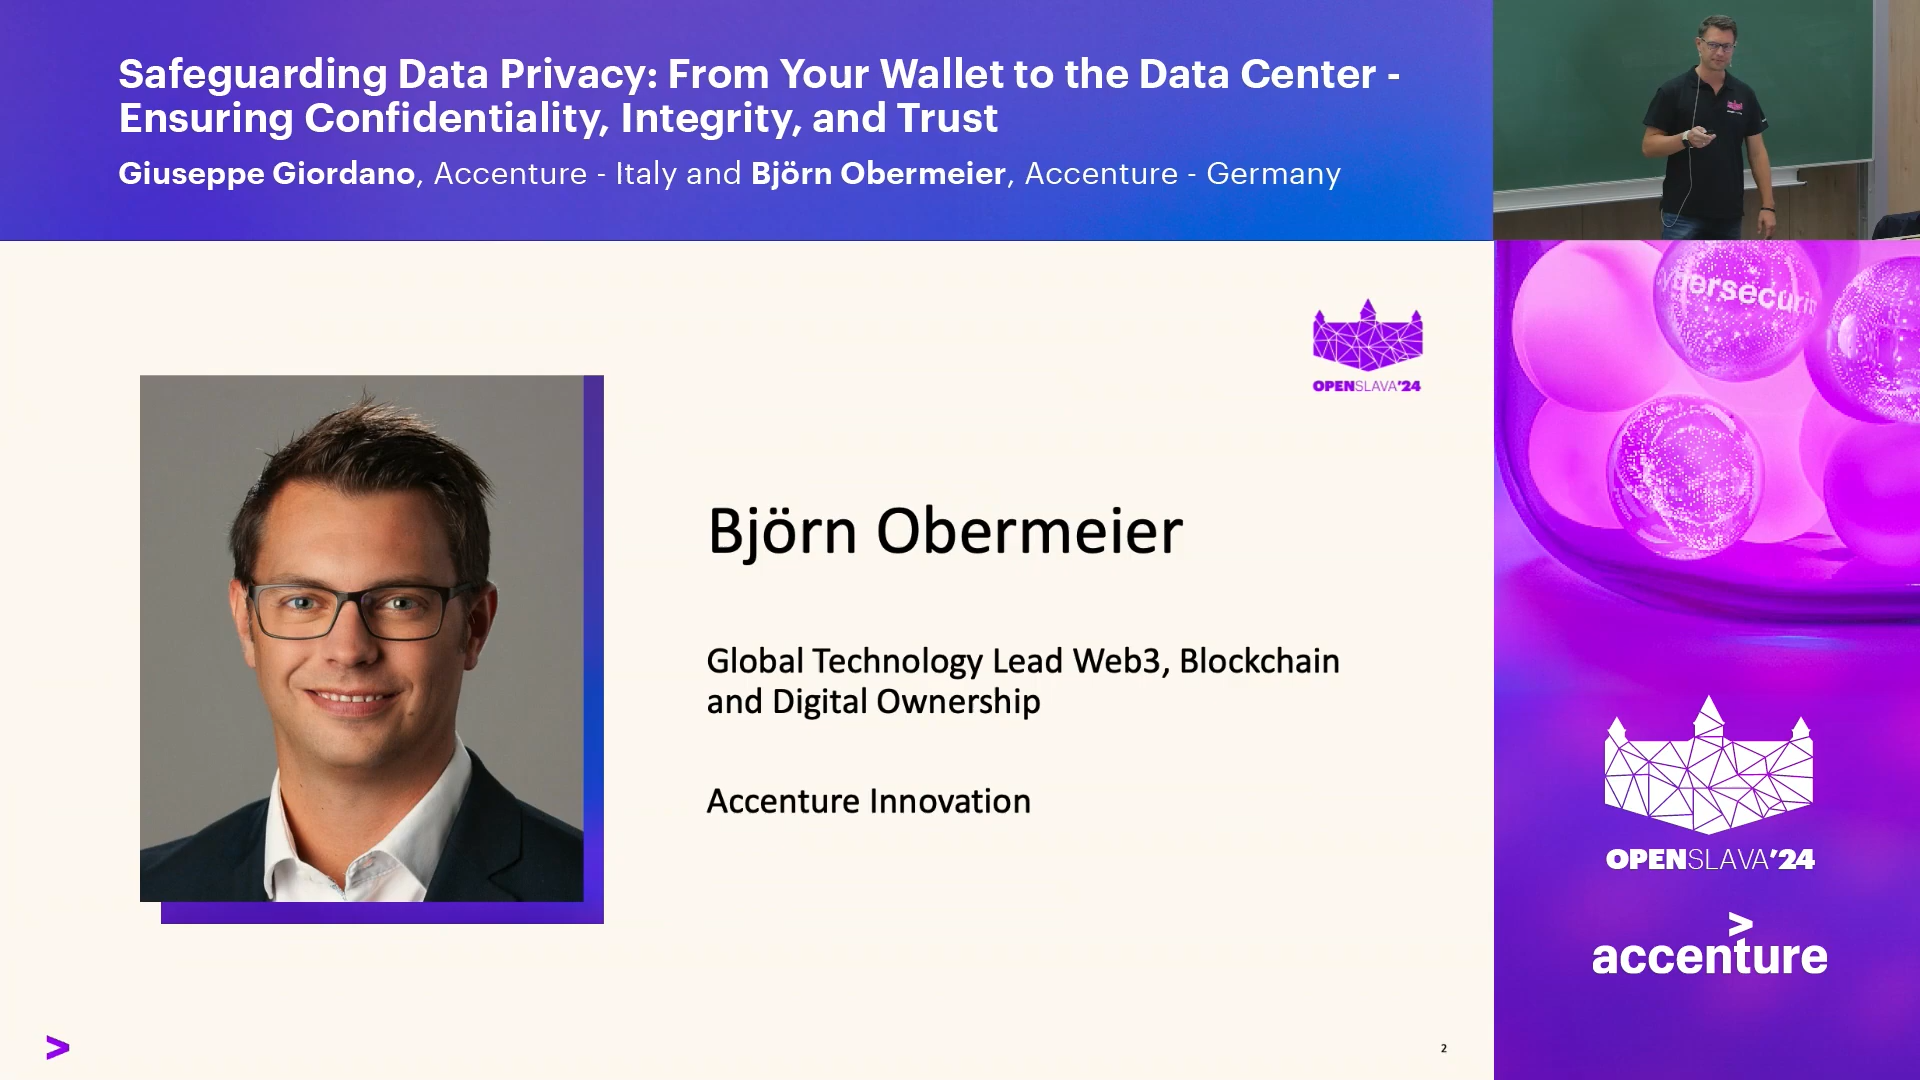 Safeguarding Data Privacy: From Your Wallet to the Data Center -
Ensuring Confidentiality, Integrity, and Trust
Giuseppe Giordano, Accenture - Italy and Björn Obermeier, Accenture - Germany
OPENSLAVA'24
Björn Obermeier
Global Technology Lead Web3, Blockchain
and Digital Ownership
Accenture Innovation
2
OPENSLAVA'24
accenture